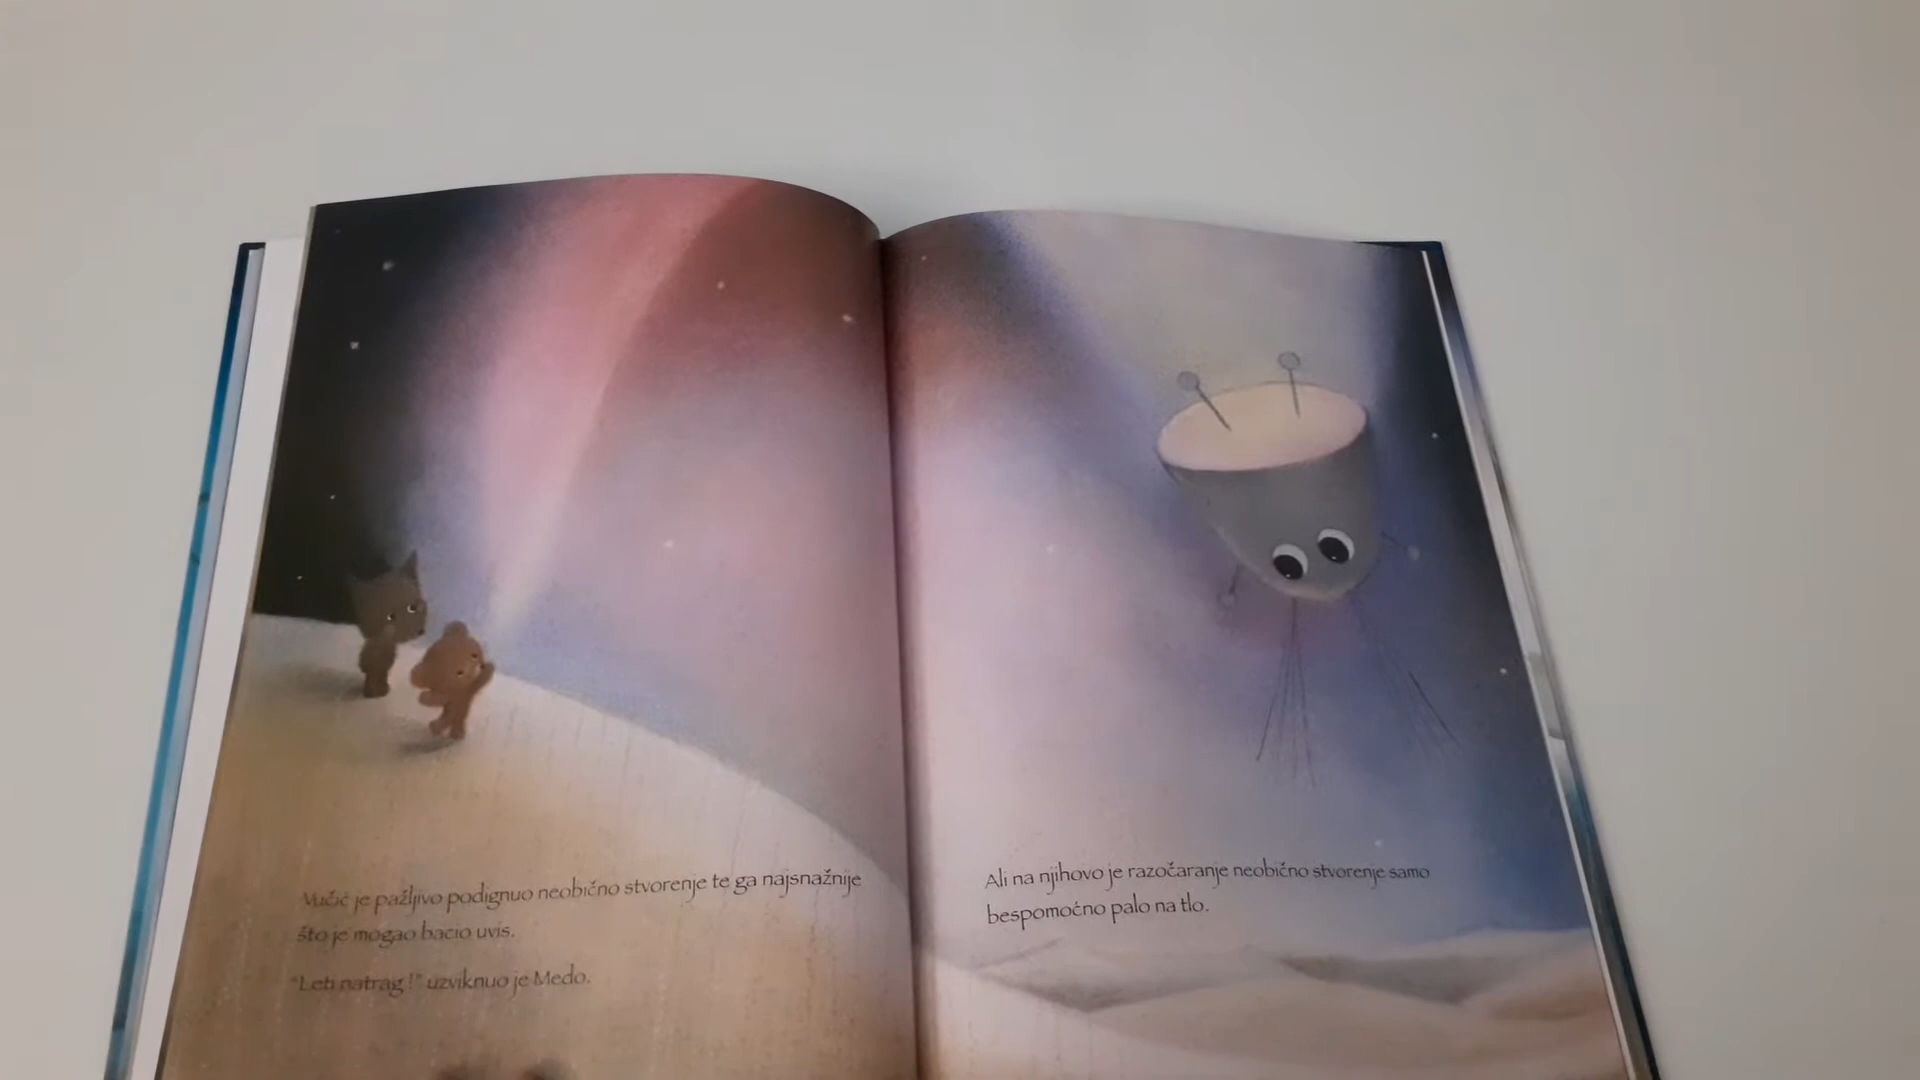 Vučić je pažljivo podignuo neobično stvorenje te ga najsnažnije
što je mogao bacio uvis.
"Leti natrag!" uzviknuo je Medo.
Ali na njihovo je razočaranje neobično stvorenje samo
bespomoćno palo na tlo.